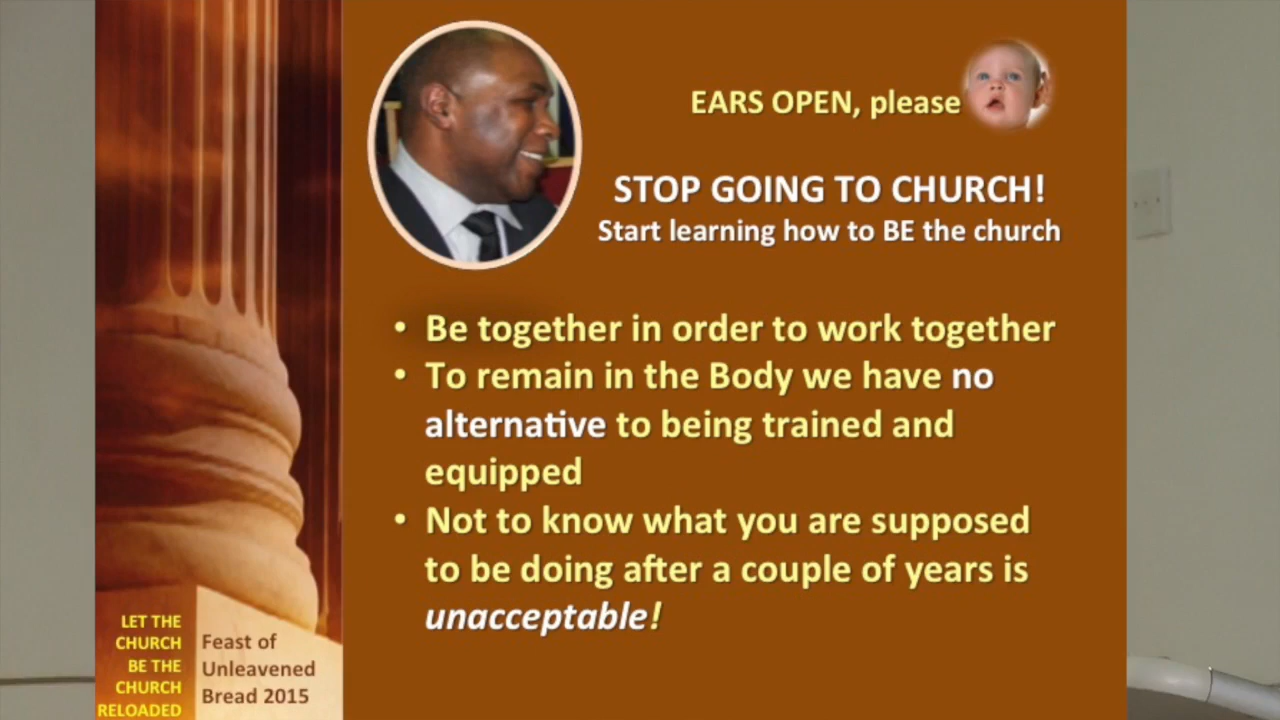 EARS OPEN, please
STOP GOING TO CHURCH!
Start learning how to BE the church
• Be together in order to work together
• To remain in the Body we have no
alternative to being trained and
equipped
• Not to know what you are supposed
to be doing after a couple of years is
unacceptable!
LET THE
CHURCH
BE THE
CHURCH
RELOADED
Feast of
Unleavened
Bread 2015